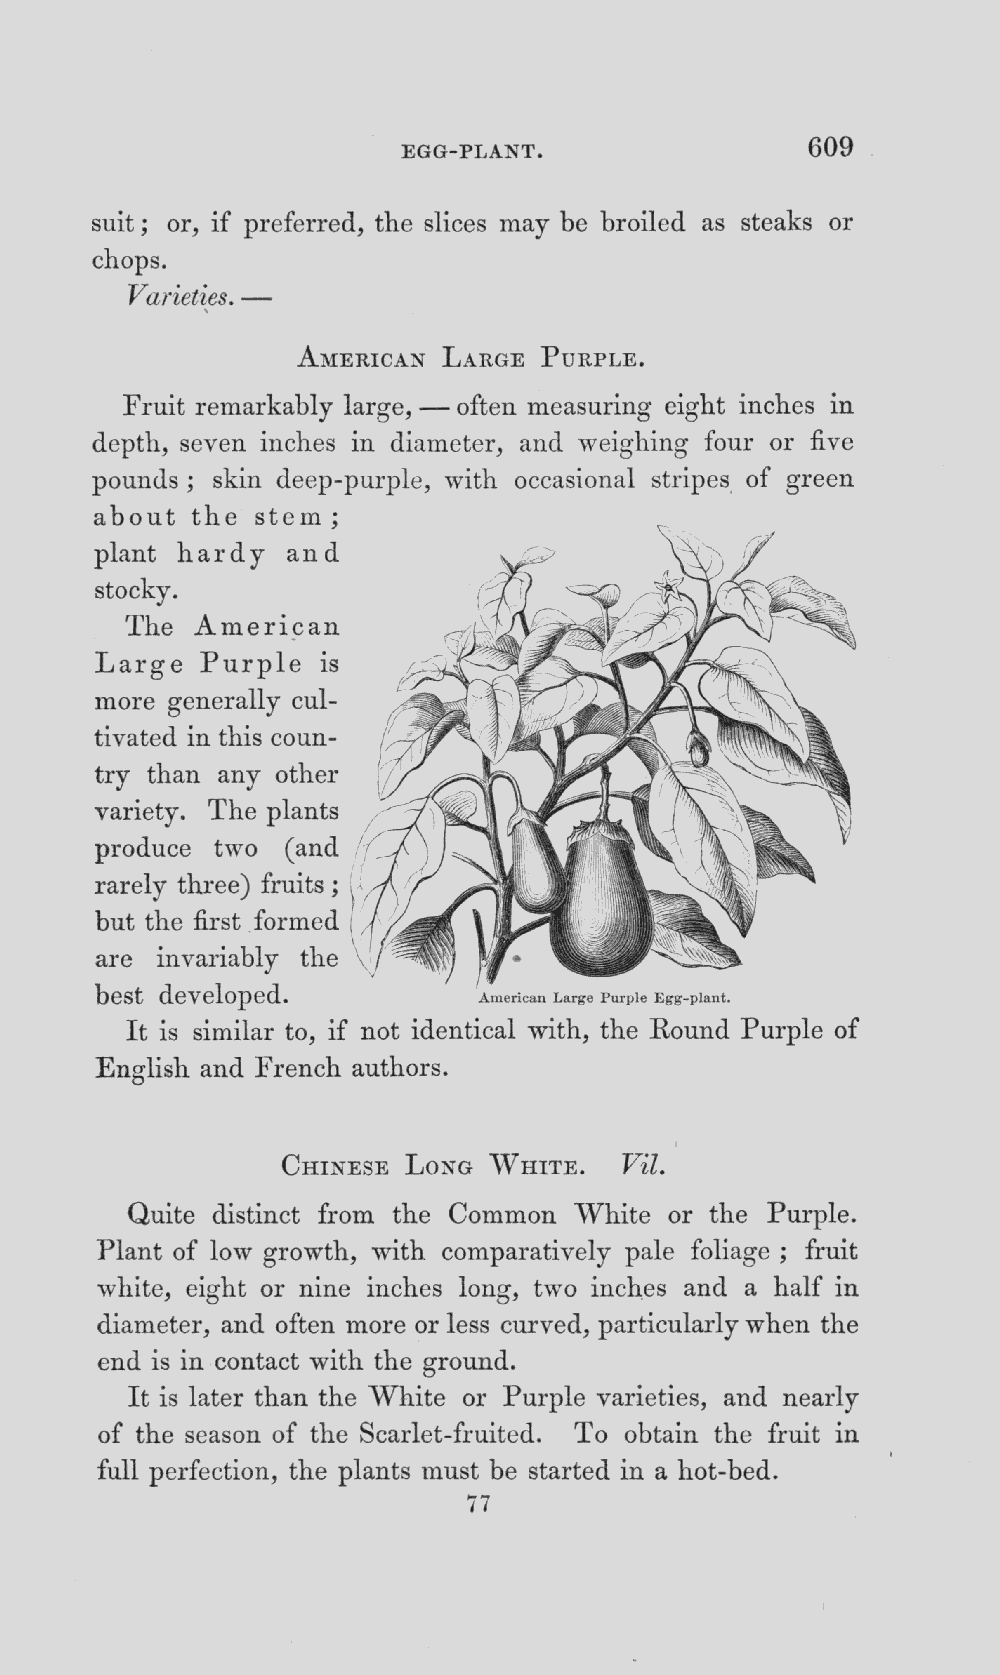 EGG-PLANT. 609
suit; or, if preferred, the slices may be broiled as steaks or
chops.
Varieties. —
AMERICAN LARGE PURPLE.
Fruit remarkably large, — often measuring eight inches in
depth, seven inches in diameter, and weighing four or five
pounds; skin deep-purple, with occasional stripes of green
about the stem;
plant hardy and
stocky.
The American
Large Purple is
more generally cul-
tivated in this coun-
try than any other
variety. The plants
produce two (and
rarely three) fruits;
but the first formed
are invariably the
best developed.
American Large Purple Egg-plant.
It is similar to, if not identical with, the Round Purple of
English and French authors.
CHINESE LONG WHITE. Vil.
Quite distinct from the Common White or the Purple.
Plant of low growth, with comparatively pale foliage; fruit
white, eight or nine inches long, two inches and a half in
diameter, and often more or less curved, particularly when the
end is in contact with the ground.
It is later than the White or Purple varieties, and nearly
of the season of the Scarlet-fruited. To obtain the fruit in
full perfection, the plants must be started in a hot-bed.
77